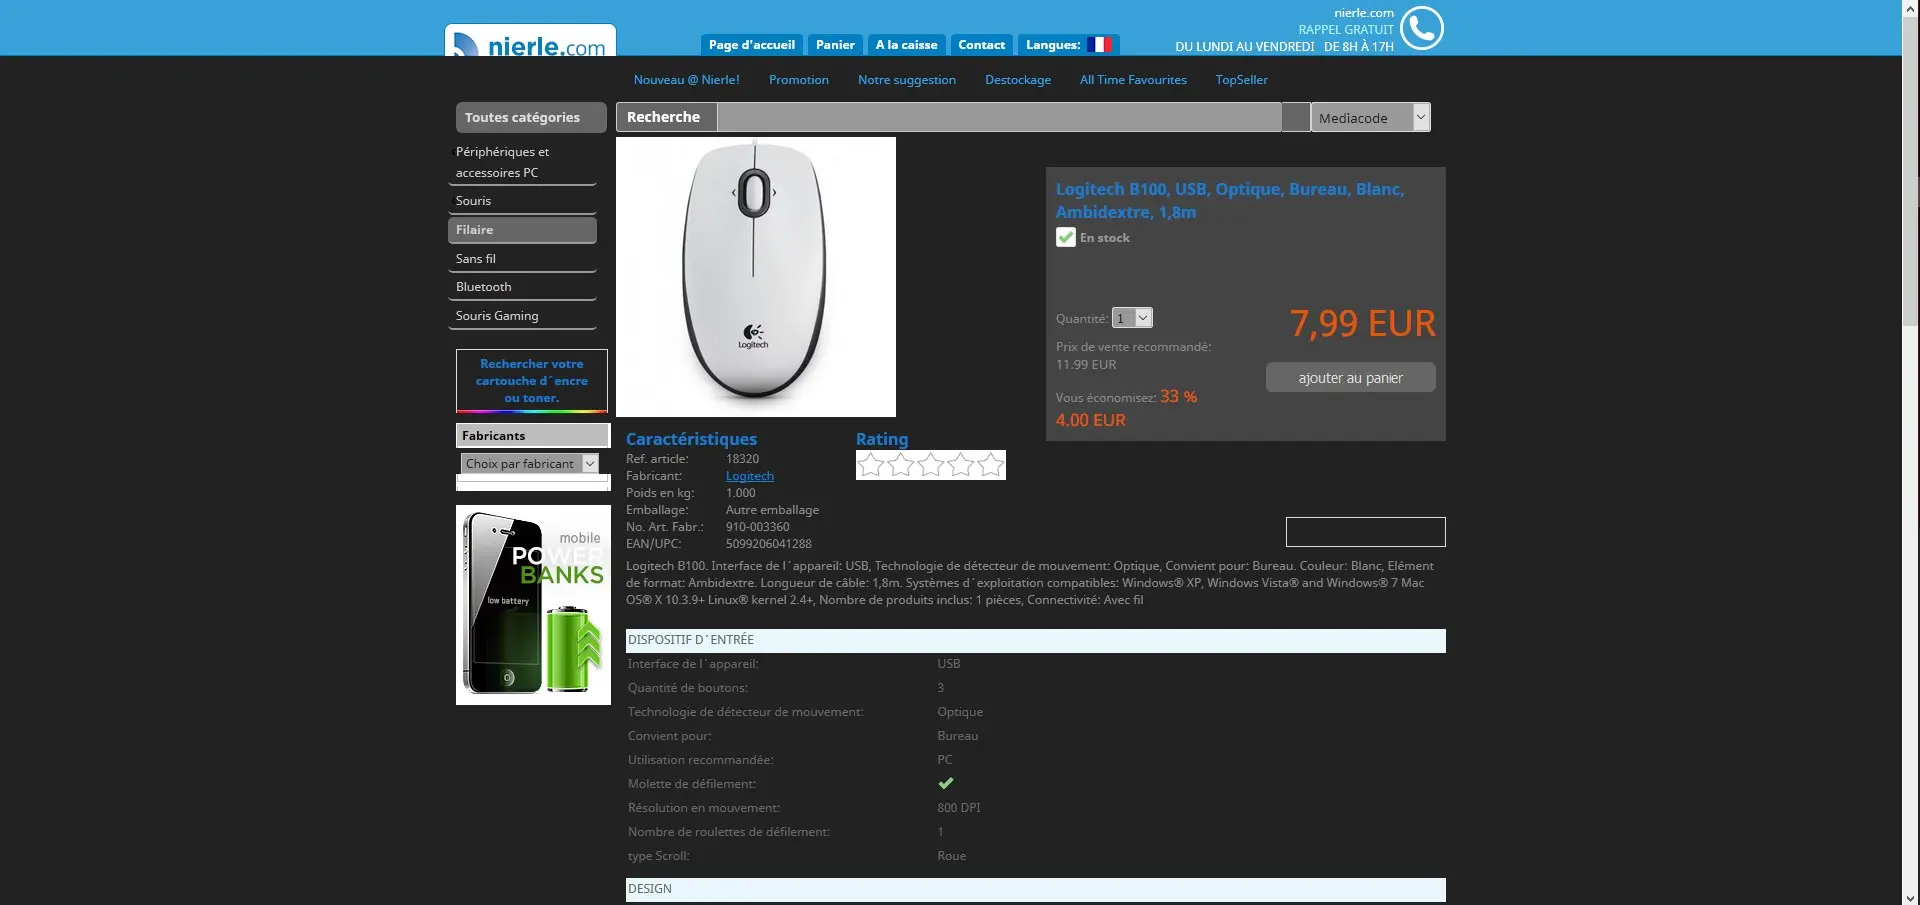 nierle.com
nierle.com
RAPPEL GRATUIT
DU LUNDI AU VENDREDI DE 8H À 17H
Page d'accueil
Panier
A la caisse
Contact
Langues:
Nouveau @ Nierle!
Promotion
Notre suggestion
Destockage
All Time Favourites
TopSeller
Toutes catégories
Recherche
Mediacode
Périphériques et
accessoires PC
Souris
Filaire
Sans fil
Bluetooth
Souris Gaming
Rechercher votre
cartouche d´encre
ou toner.
Fabricants
Choix par fabricant
mobile
POWER
BANKS
low battery
Logitech
Logitech B100, USB, Optique, Bureau, Blanc,
Ambidextre, 1,8m
En stock
Quantité: 1
7,99 EUR
Prix de vente recommandé:
11.99 EUR
ajouter au panier
Vous économisez: 33 %
4.00 EUR
Caractéristiques
Ref. article: 18320
Fabricant: Logitech
Poids en kg: 1.000
Emballage: Autre emballage
No. Art. Fabr.: 910-003360
EAN/UPC: 5099206041288
Rating
Logitech B100. Interface de l´appareil: USB, Technologie de détecteur de mouvement: Optique, Convient pour: Bureau. Couleur: Blanc, Elément
de format: Ambidextre. Longueur de câble: 1,8m. Systèmes d´exploitation compatibles: Windows® XP, Windows Vista® and Windows® 7 Mac
OS® X 10.3.9+ Linux® kernel 2.4+, Nombre de produits inclus: 1 pièces, Connectivité: Avec fil
DISPOSITIF D´ENTRÉE
Interface de l´appareil: USB
Quantité de boutons: 3
Technologie de détecteur de mouvement: Optique
Convient pour: Bureau
Utilisation recommandée: PC
Molette de défilement:
Résolution en mouvement: 800 DPI
Nombre de roulettes de défilement: 1
type Scroll: Roue
DESIGN